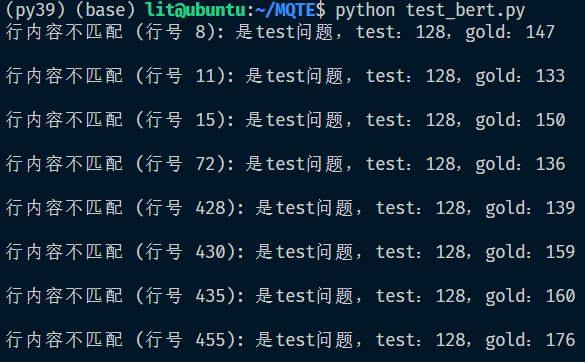 (py39) (base) lit@ubuntu:~/MQTE$ python test_bert.py
行内容不匹配 (行号 8): 是test问题，test：128，gold：147
行内容不匹配 (行号 11): 是test问题，test：128，gold：133
行内容不匹配 (行号 15): 是test问题，test：128，gold：150
行内容不匹配 (行号 72): 是test问题，test：128，gold：136
行内容不匹配 (行号 428): 是test问题，test：128，gold：139
行内容不匹配 (行号 430): 是test问题，test：128，gold：159
行内容不匹配 (行号 435): 是test问题，test：128，gold：160
行内容不匹配 (行号 455): 是test问题，test：128，gold：176